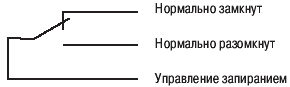 Нормально замкнут
Нормально разомкнут
Управление запиранием